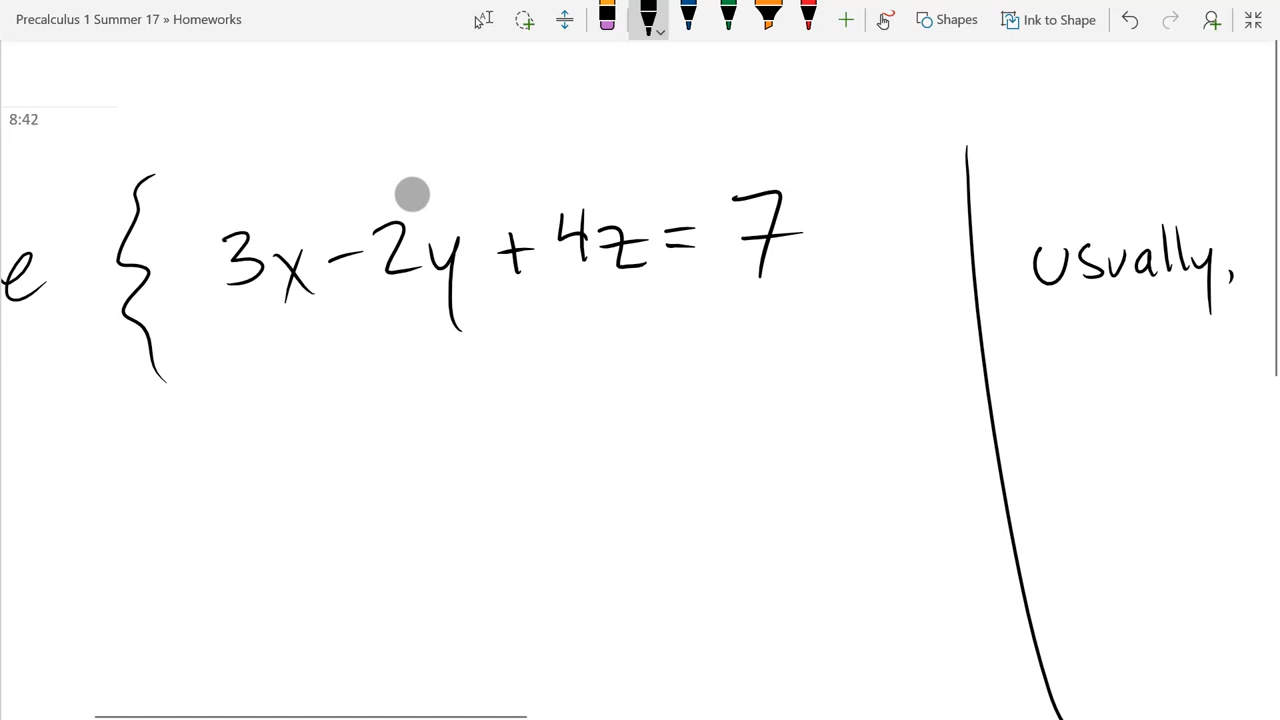 Precalculus 1 Summer 17 » Homeworks
Shapes
Ink to Shape
8:42
e { 3x - 2y + 4z = 7
usually,